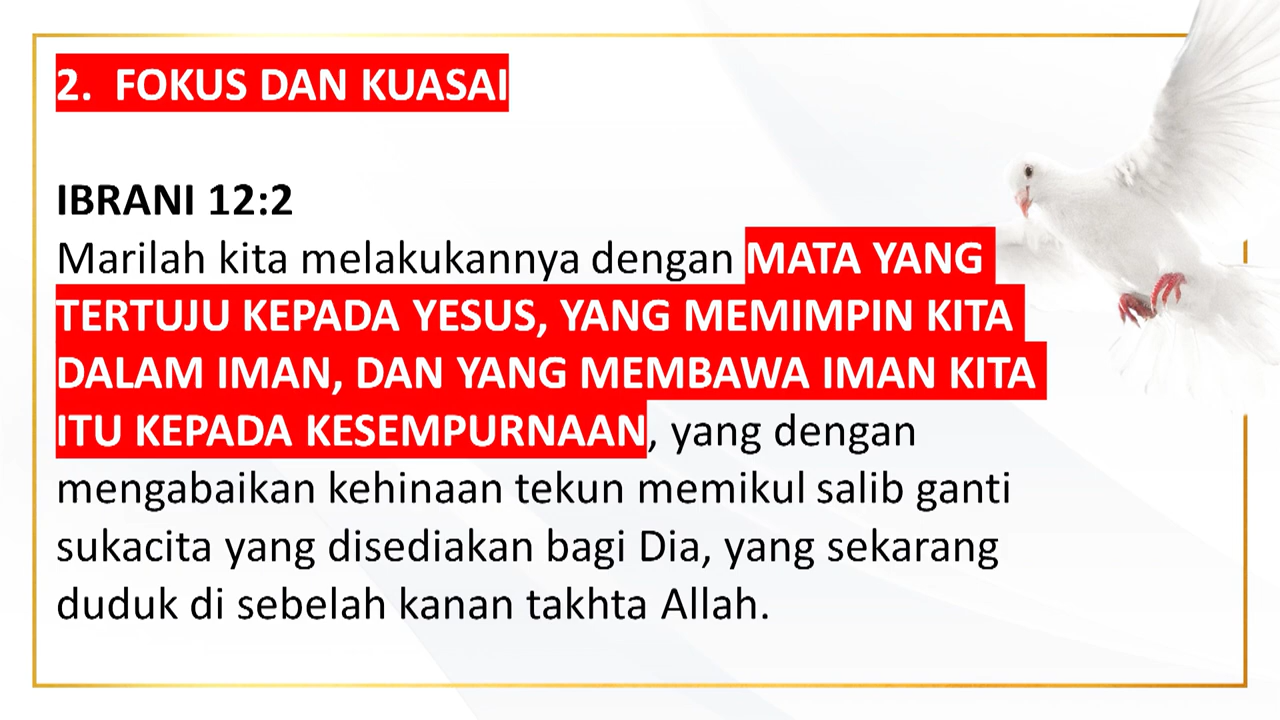 2. FOKUS DAN KUASAI
IBRANI 12:2
Marilah kita melakukannya dengan MATA YANG
TERTUJU KEPADA YESUS, YANG MEMIMPIN KITA
DALAM IMAN, DAN YANG MEMBAWA IMAN KITA
ITU KEPADA KESEMPURNAAN, yang dengan
mengabaikan kehinaan tekun memikul salib ganti
sukacita yang disediakan bagi Dia, yang sekarang
duduk di sebelah kanan takhta Allah.